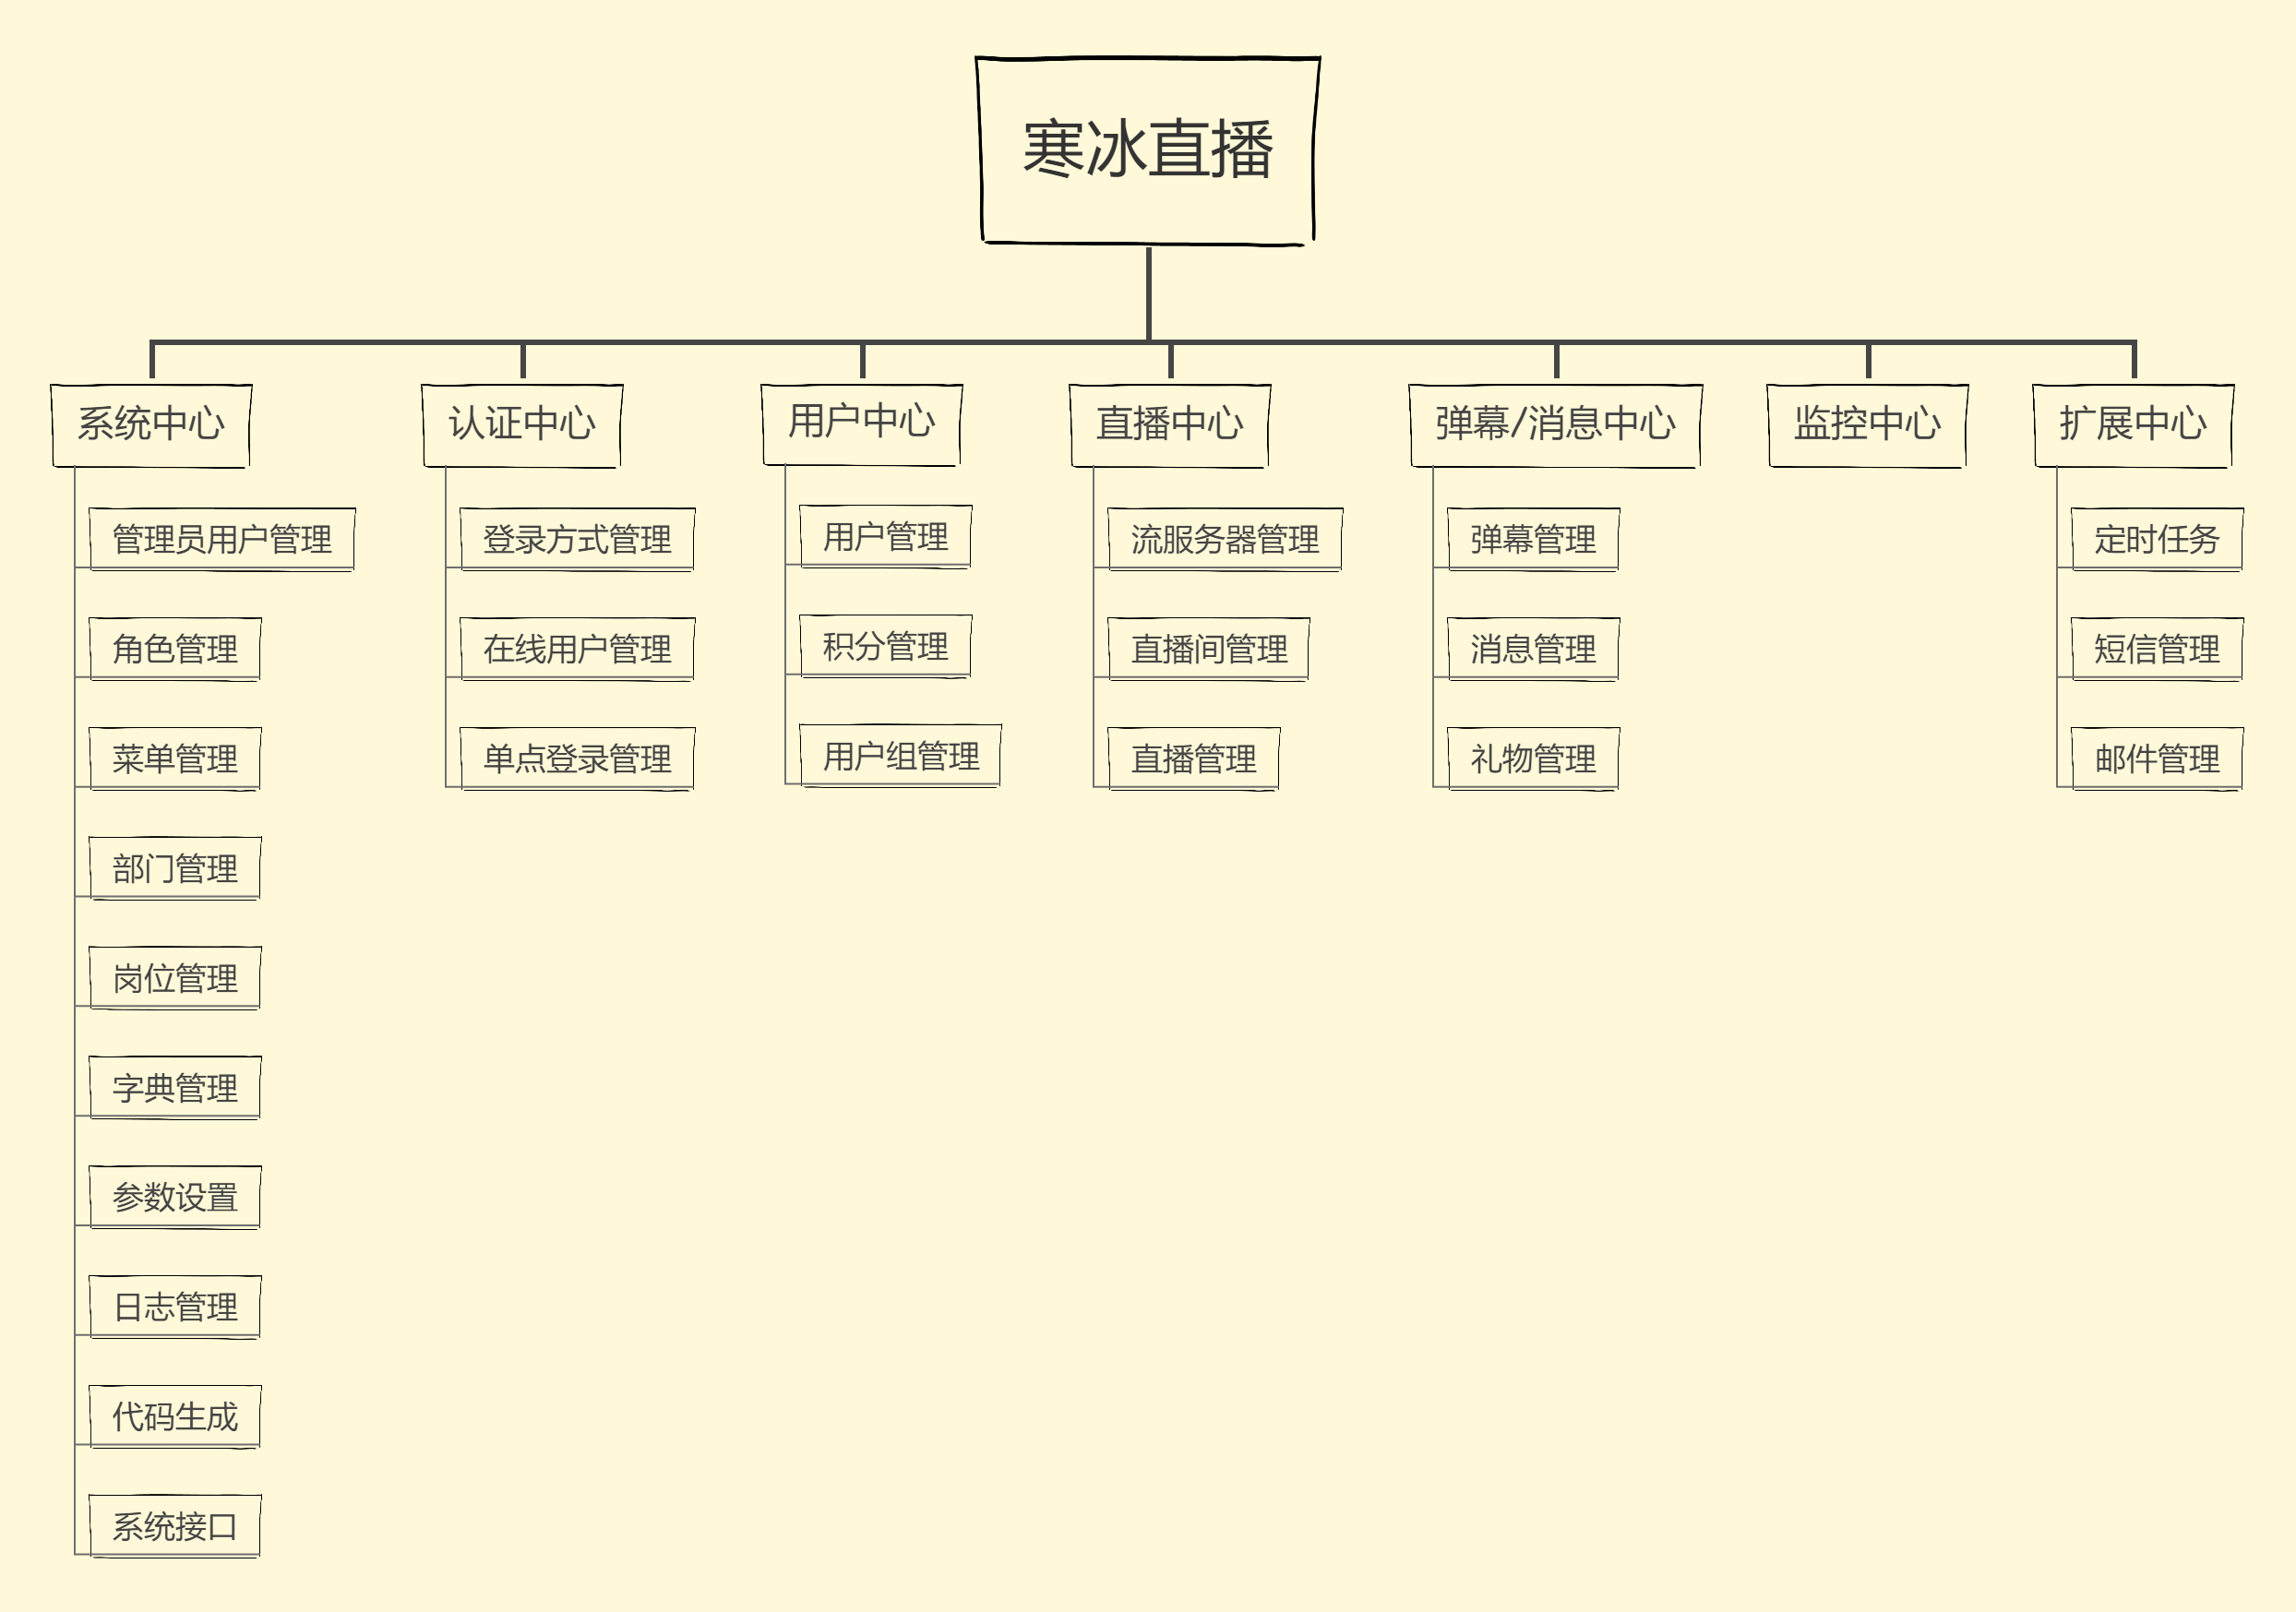 寒冰直播
系统中心
管理员用户管理
角色管理
菜单管理
部门管理
岗位管理
字典管理
参数设置
日志管理
代码生成
系统接口
认证中心
登录方式管理
在线用户管理
单点登录管理
用户中心
用户管理
积分管理
用户组管理
直播中心
流服务器管理
直播间管理
直播管理
弹幕/消息中心
弹幕管理
消息管理
礼物管理
监控中心
扩展中心
定时任务
短信管理
邮件管理